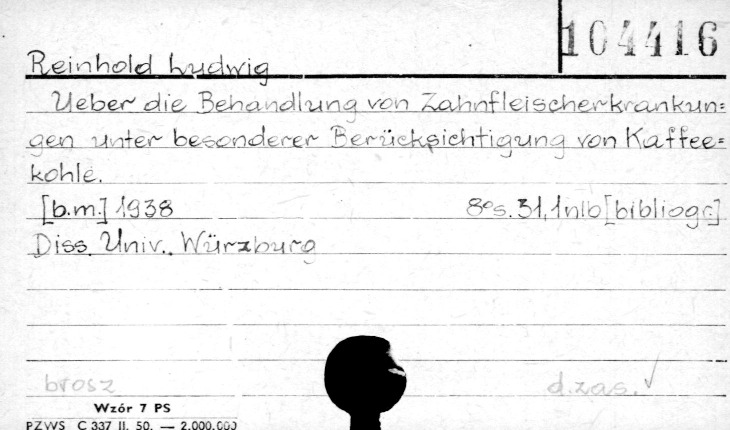 104416
Reinhold Ludwig
Ueber die Behandlung von Zahnfleischerkrankun=
gen unter besonderer Berücksichtigung von Kaffee=
kohle.
[b.m.] 1938 8°s. 31, 1nlb [bibliogr.]
Diss. Univ. Würzburg
brosz d.zas. ✓
Wzór 7 PS
PZWS C 337 II. 50. — 2.000.000